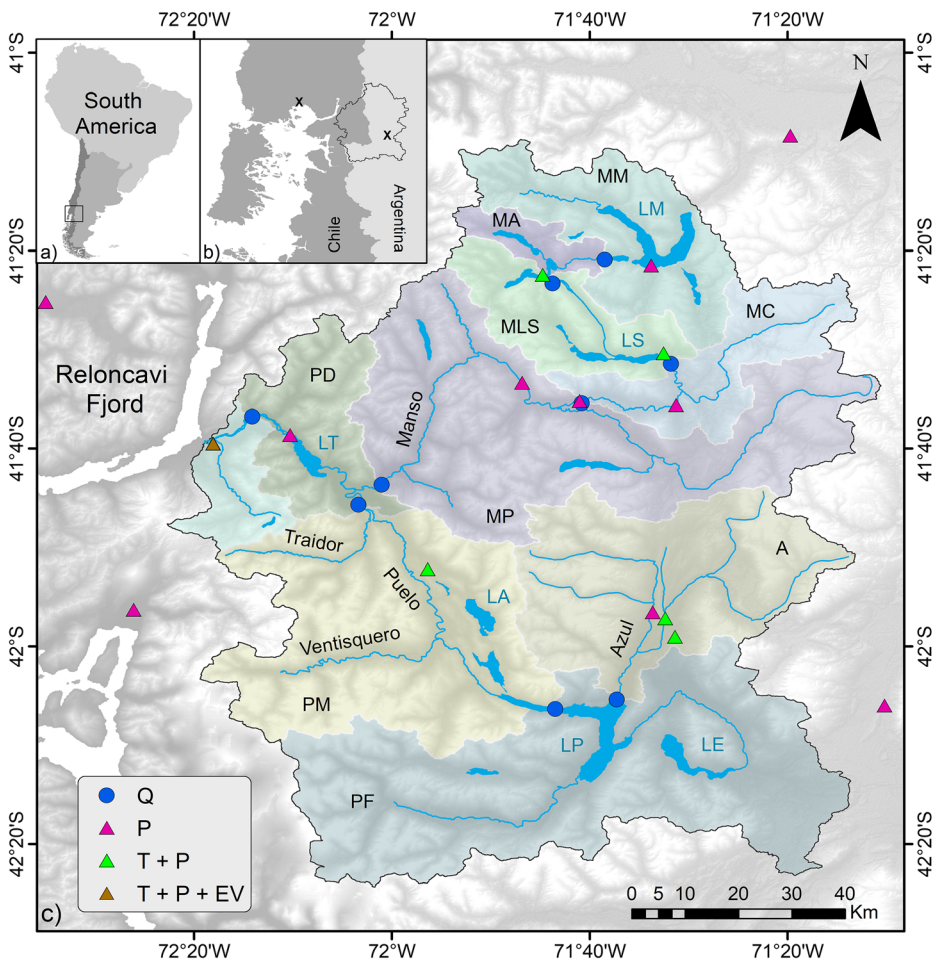 72°20'W 72°0'W 71°40'W 71°20'W
41°S 41°S
N
South
America
a)
x
x
Chile
Argentina
b)
MM
LM
MA
41°20'S 41°20'S
MLS
LS
MC
Reloncavi
Fjord
PD
Manso
LT
41°40'S 41°40'S
MP
Traidor
A
Puelo
LA
Azul
Ventisquero
42°S 42°S
PM
LP
LE
PF
Q
P
T + P
T + P + EV
42°20'S 42°20'S
c)
0 5 10 20 30 40
Km
72°20'W 72°0'W 71°40'W 71°20'W